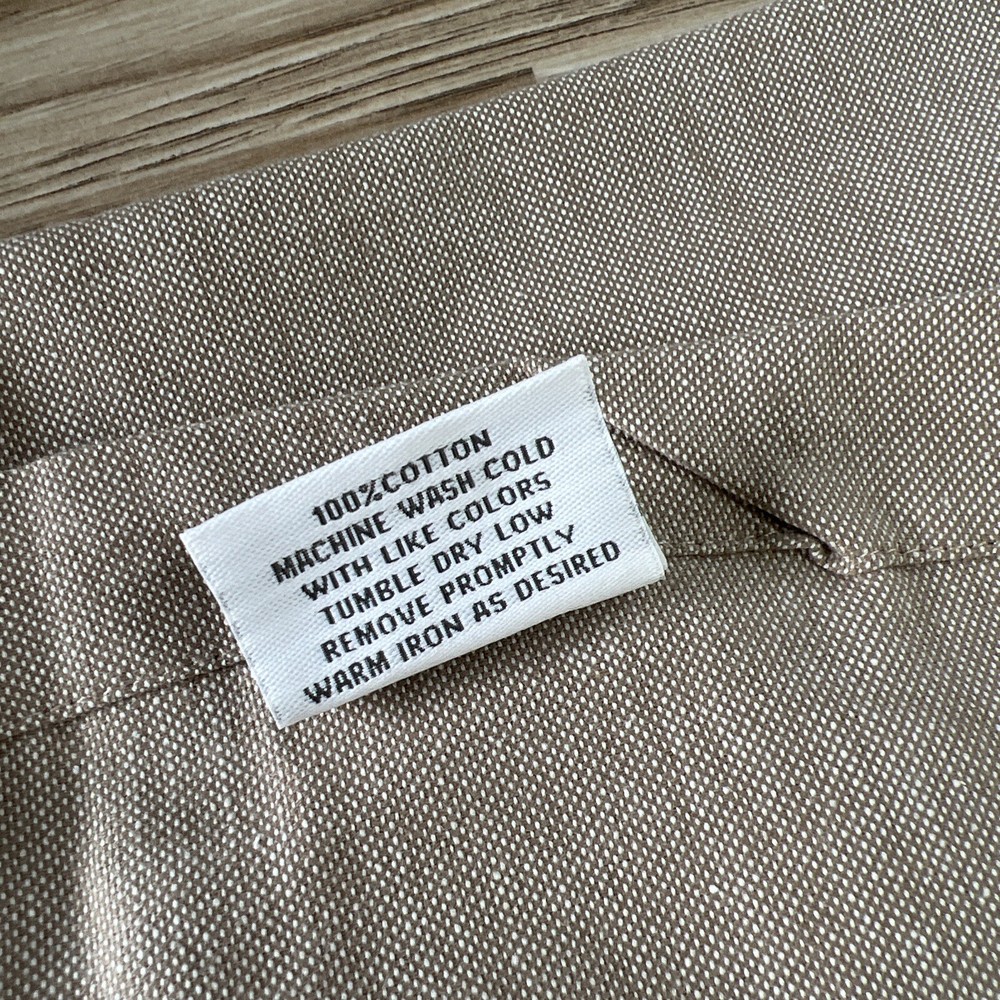 100%COTTON
MACHINE WASH COLD
WITH LIKE COLORS
TUMBLE DRY LOW
REMOVE PROMPTLY
WARM IRON AS DESIRED